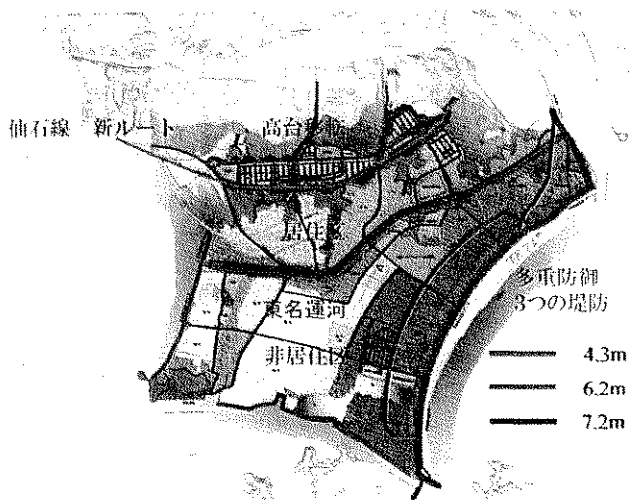 仙石線 新ルート
高台移転
居住区
多重防御
3つの堤防
東名運河
非居住区
4.3m
6.2m
7.2m